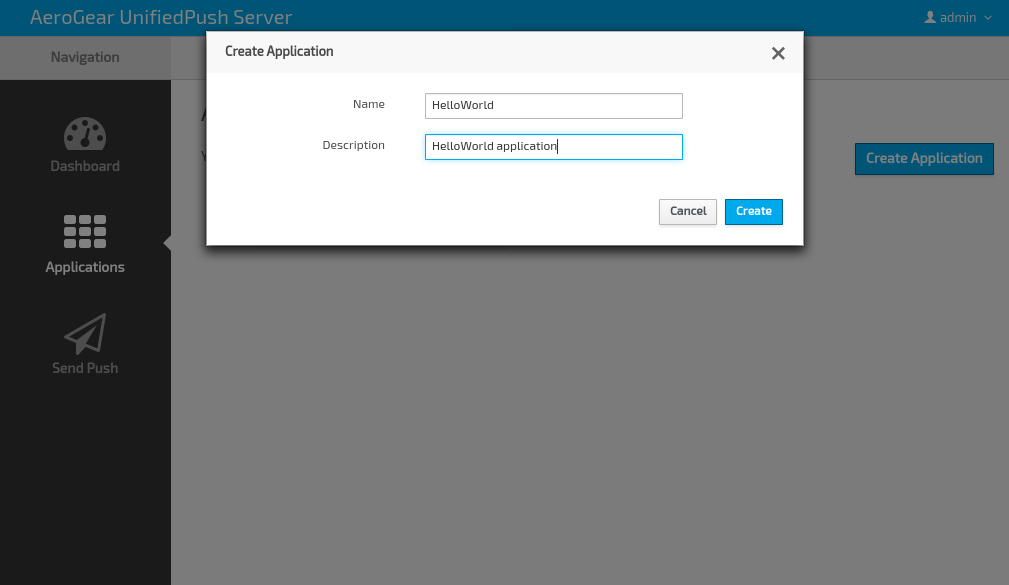 AeroGear UnifiedPush Server
admin
Navigation
Create Application
Name
HelloWorld
Description
HelloWorld application
Cancel
Create
Create Application
Dashboard
Applications
Send Push